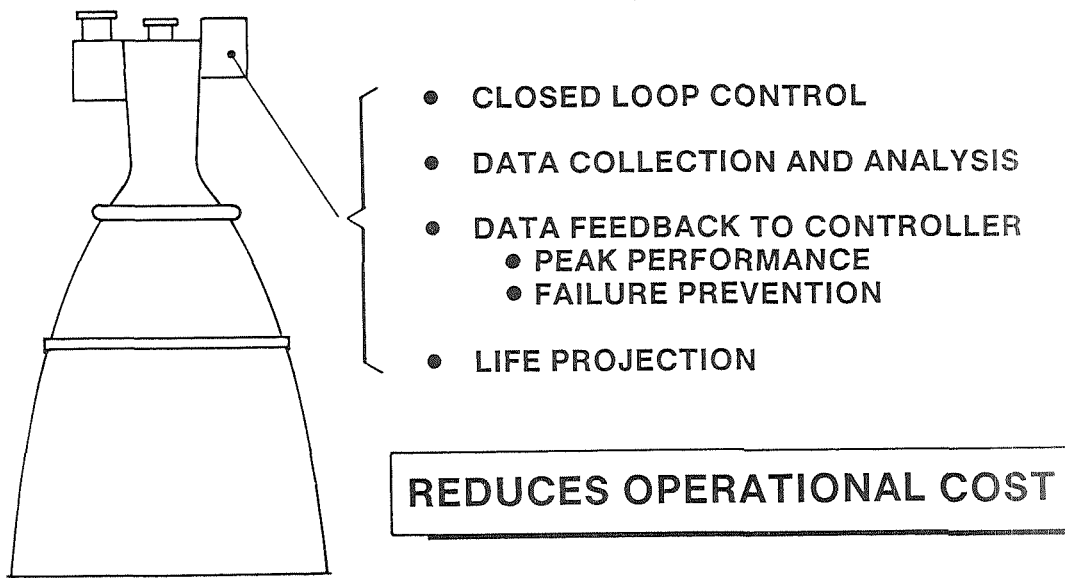 • CLOSED LOOP CONTROL
• DATA COLLECTION AND ANALYSIS
• DATA FEEDBACK TO CONTROLLER
• PEAK PERFORMANCE
• FAILURE PREVENTION
• LIFE PROJECTION
REDUCES OPERATIONAL COST